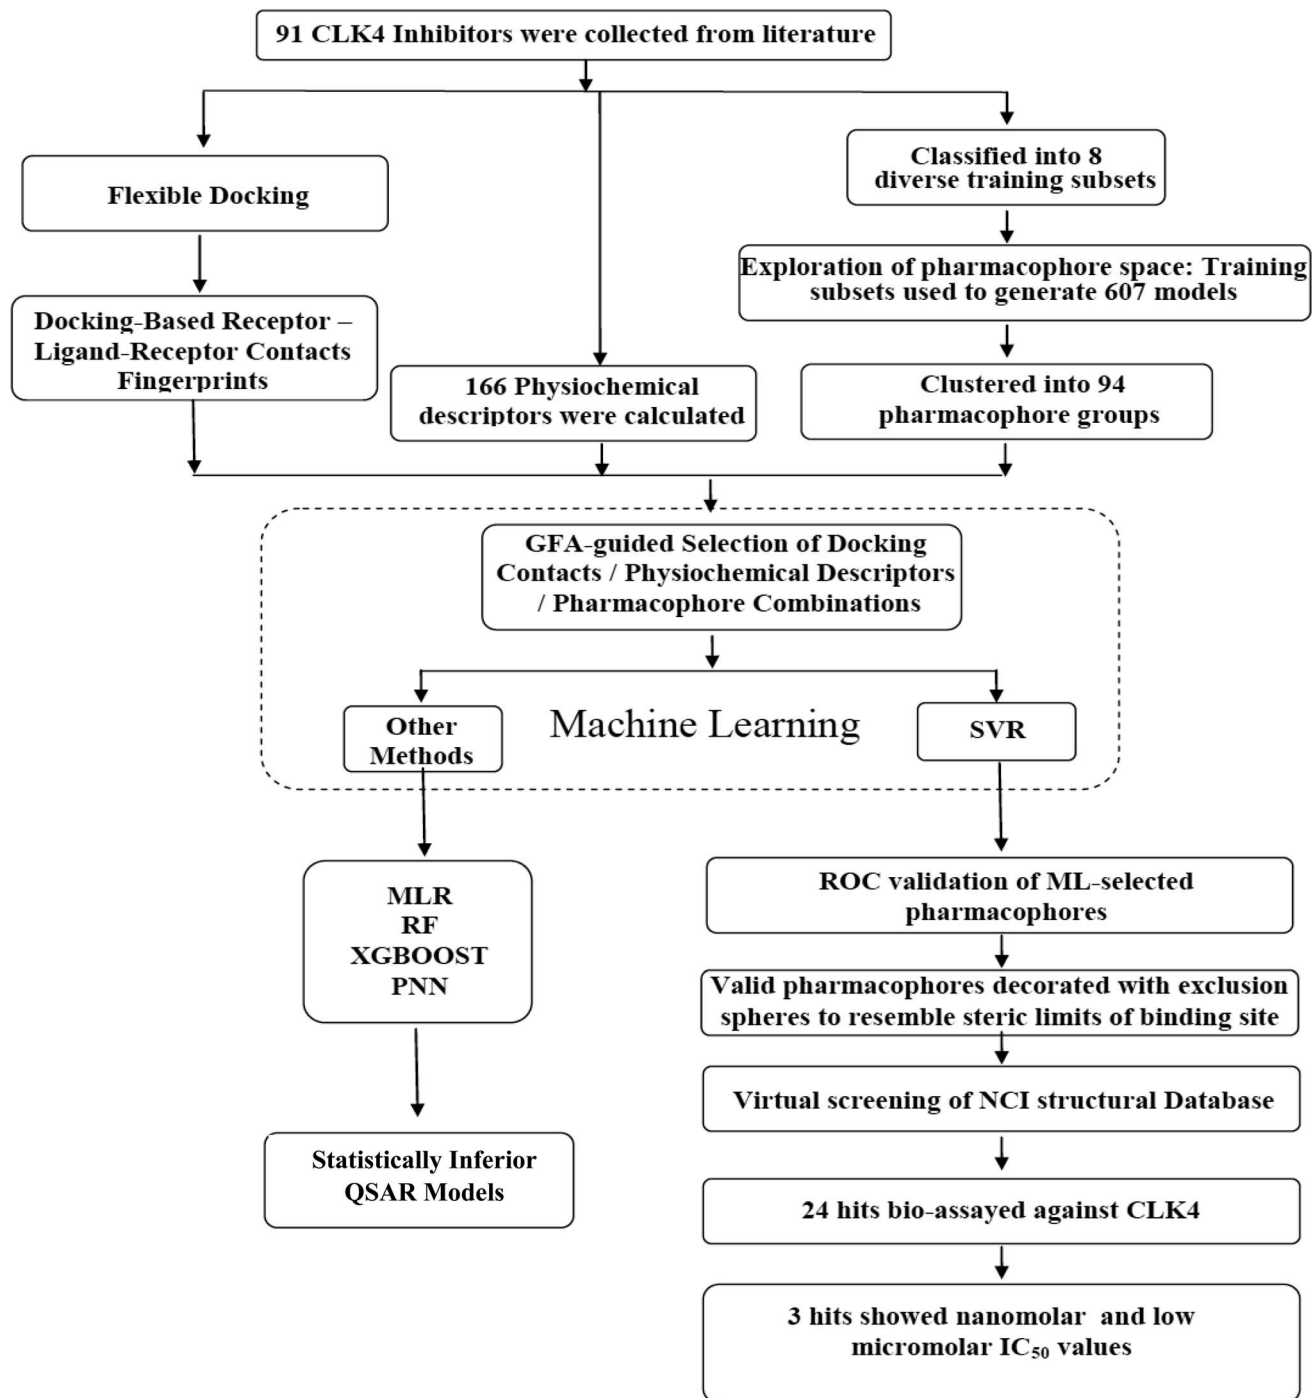 91 CLK4 Inhibitors were collected from literature
Flexible Docking
Docking-Based Receptor –
Ligand-Receptor Contacts
Fingerprints
166 Physiochemical
descriptors were calculated
Classified into 8
diverse training subsets
Exploration of pharmacophore space: Training
subsets used to generate 607 models
Clustered into 94
pharmacophore groups
GFA-guided Selection of Docking
Contacts / Physiochemical Descriptors
/ Pharmacophore Combinations
Machine Learning
Other
Methods
SVR
MLR
RF
XGBOOST
PNN
Statistically Inferior
QSAR Models
ROC validation of ML-selected
pharmacophores
Valid pharmacophores decorated with exclusion
spheres to resemble steric limits of binding site
Virtual screening of NCI structural Database
24 hits bio-assayed against CLK4
3 hits showed nanomolar and low
micromolar IC₅₀ values